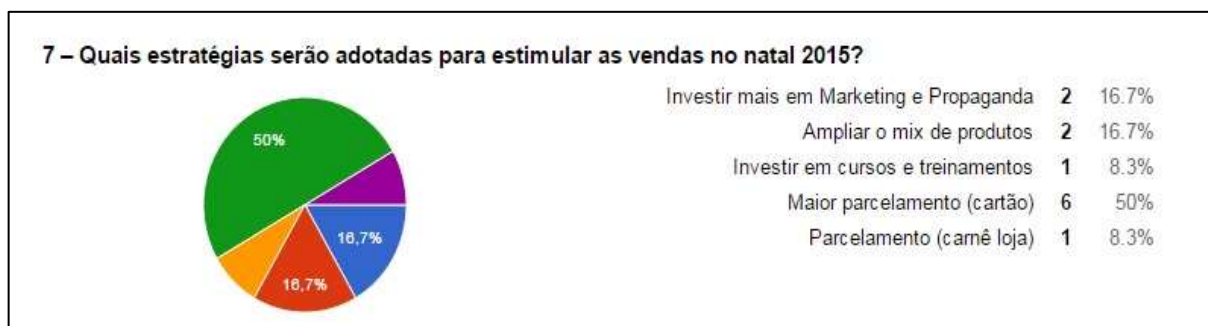 7 – Quais estratégias serão adotadas para estimular as vendas no natal 2015?
50%
16,7%
16,7%
Investir mais em Marketing e Propaganda 2 16.7%
Ampliar o mix de produtos 2 16.7%
Investir em cursos e treinamentos 1 8.3%
Maior parcelamento (cartão) 6 50%
Parcelamento (carnê loja) 1 8.3%